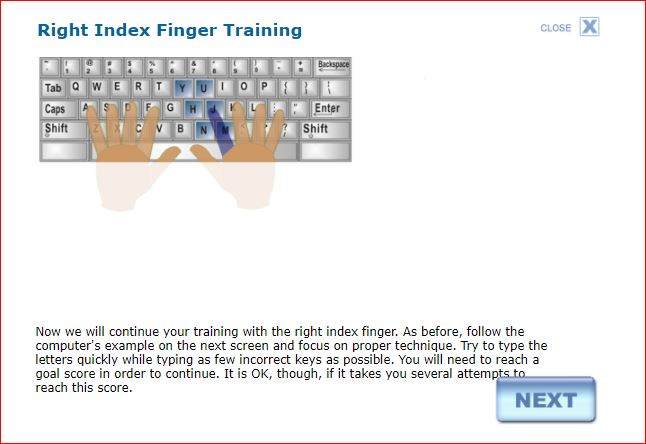 Right Index Finger Training
CLOSE X
~ ! @ # $ % ^ & * ( ) - + Backspace
1 2 3 4 5 6 7 8 9
Tab Q W E R T Y U I O P { }
Caps A S D F G H J K L : " Enter
Shift Z X C V B N M ? Shift
Now we will continue your training with the right index finger. As before, follow the
computer's example on the next screen and focus on proper technique. Try to type the
letters quickly while typing as few incorrect keys as possible. You will need to reach a
goal score in order to continue. It is OK, though, if it takes you several attempts to
reach this score.
NEXT